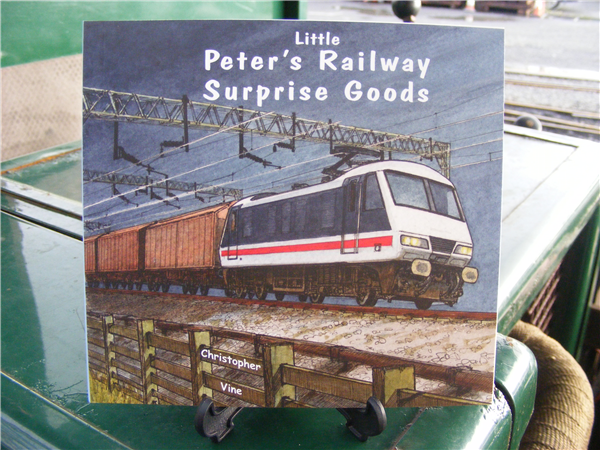 Little
Peter's Railway
Surprise Goods
Christopher
Vine